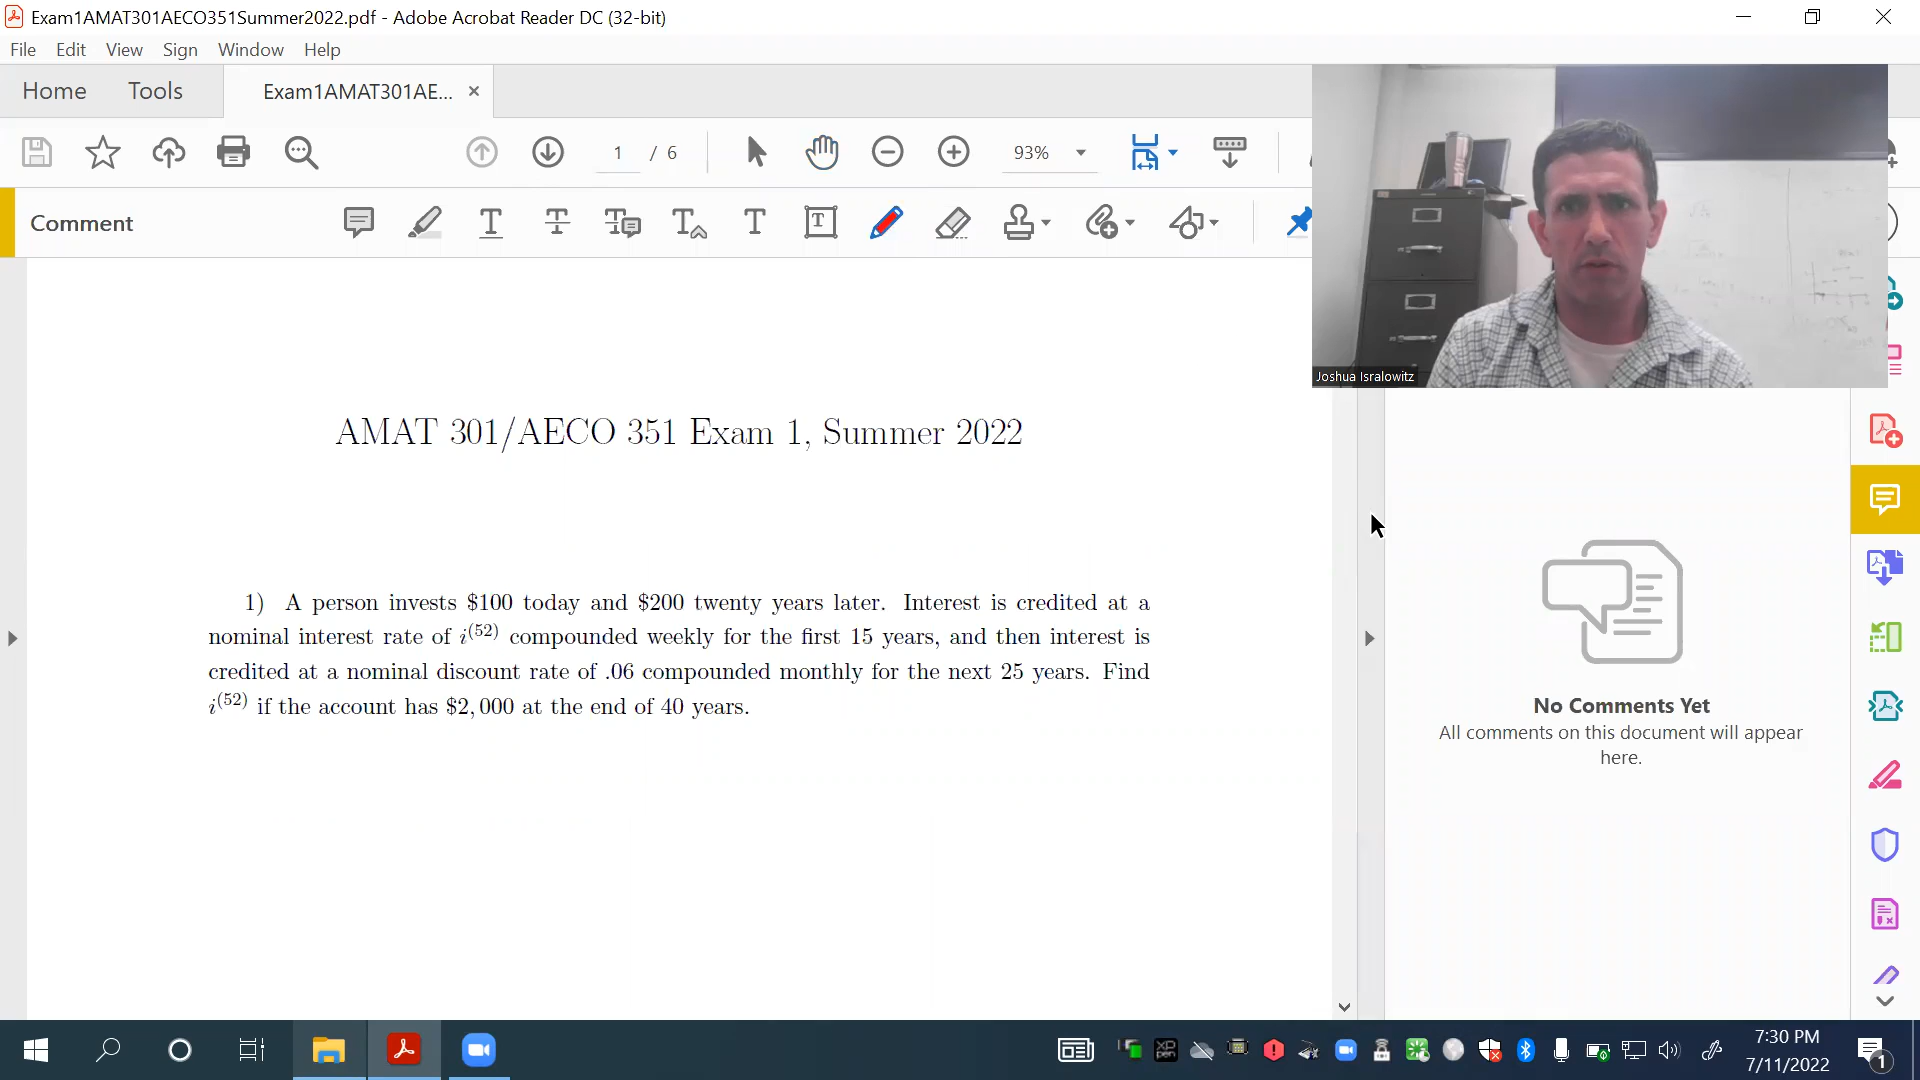 Exam1AMAT301AECO351Summer2022.pdf - Adobe Acrobat Reader DC (32-bit)
File Edit View Sign Window Help
Home Tools Exam1AMAT301AE... ×
1 / 6 93%
Comment
Joshua Isralowitz
AMAT 301/AECO 351 Exam 1, Summer 2022
1) A person invests $100 today and $200 twenty years later. Interest is credited at a
nominal interest rate of i^(52) compounded weekly for the first 15 years, and then interest is
credited at a nominal discount rate of .06 compounded monthly for the next 25 years. Find
i^(52) if the account has $2,000 at the end of 40 years.
No Comments Yet
All comments on this document will appear
here.
7:30 PM
7/11/2022
1